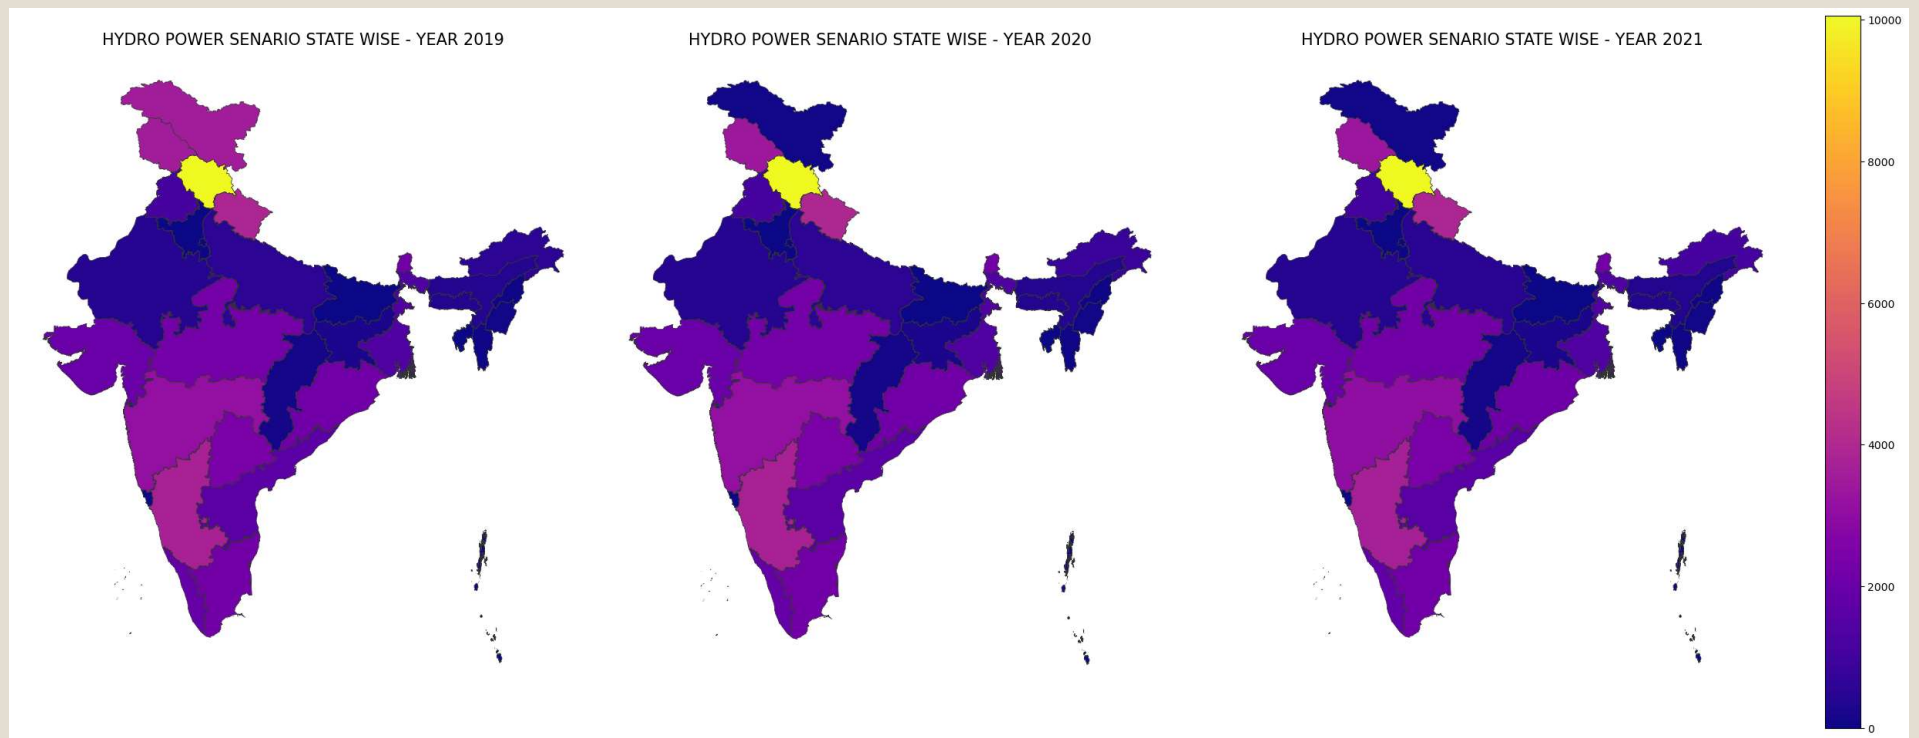 HYDRO POWER SENARIO STATE WISE - YEAR 2019
HYDRO POWER SENARIO STATE WISE - YEAR 2020
HYDRO POWER SENARIO STATE WISE - YEAR 2021
10000
8000
6000
4000
2000
0